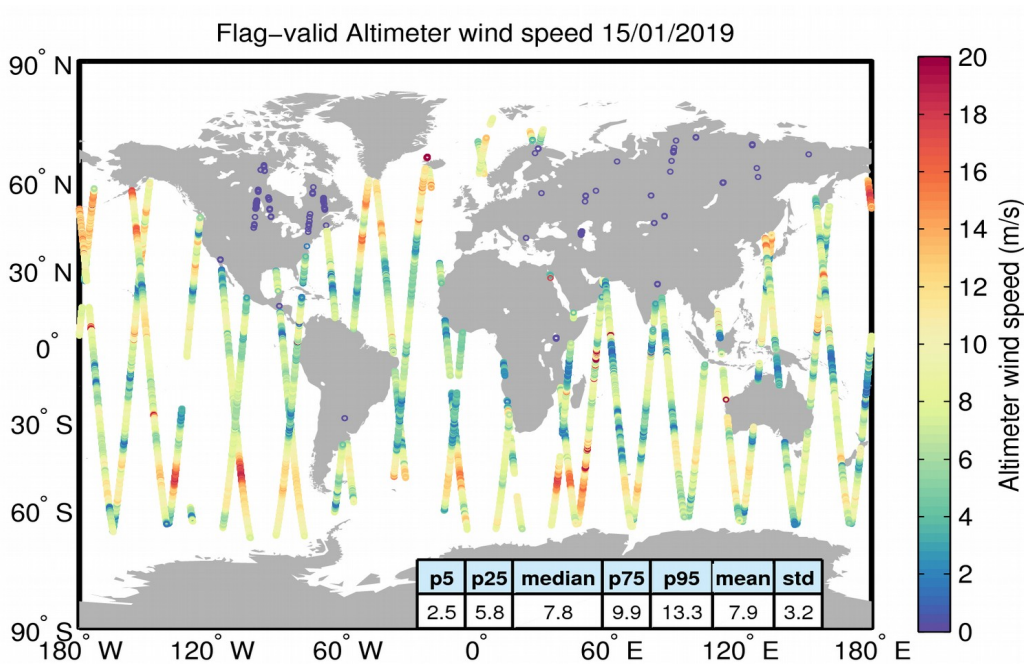 Flag−valid Altimeter wind speed 15/01/2019
90° N
60° N
30° N
0°
30° S
60° S
90° S
180° W
120° W
60° W
0°
60° E
120° E
180° E
p5 p25 median p75 p95 mean std
2.5 5.8 7.8 9.9 13.3 7.9 3.2
20
18
16
14
12
10
8
6
4
2
0
Altimeter wind speed (m/s)